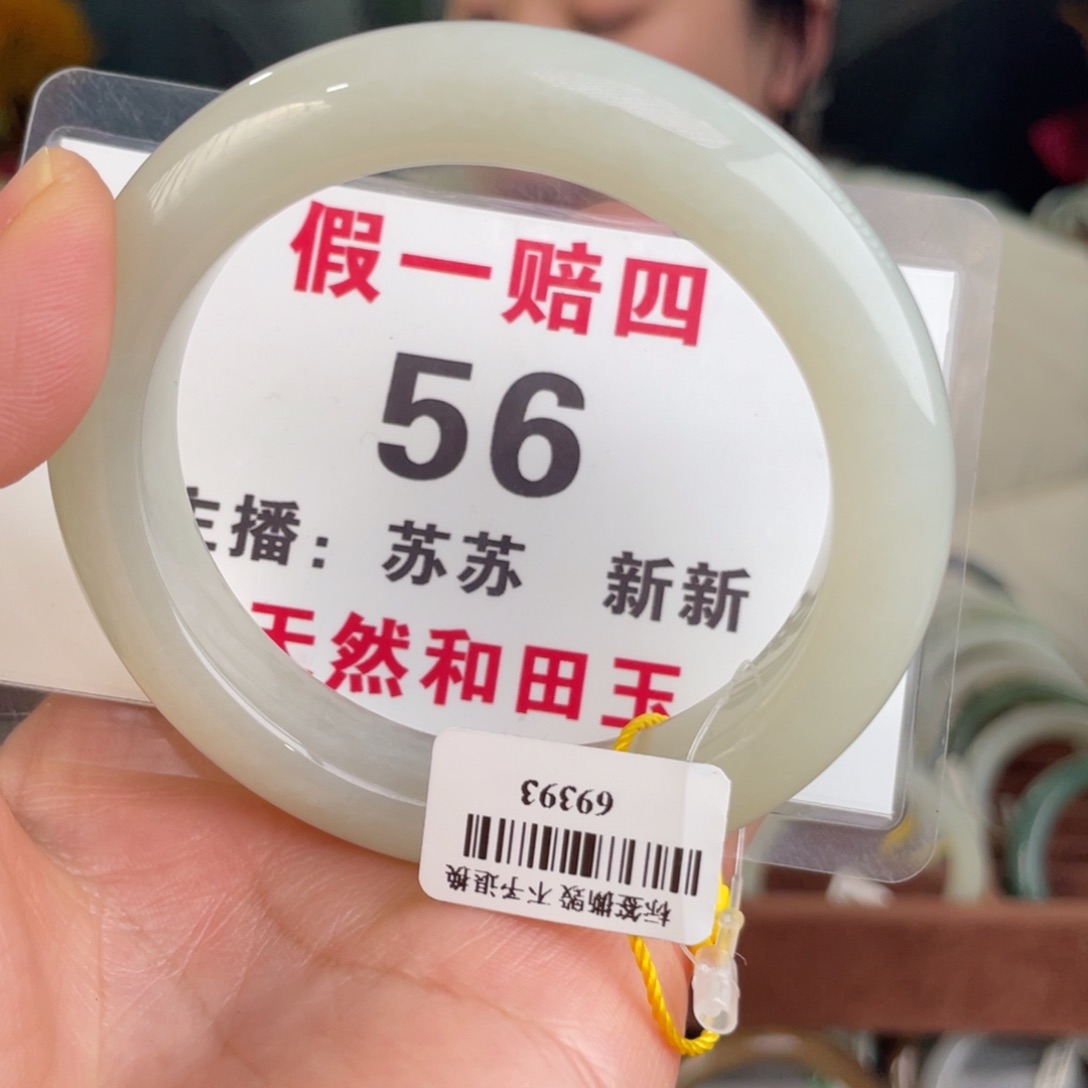 假一赔四
56
主播：苏苏 新新
天然和田玉
69393
标签撕毁 不予退换